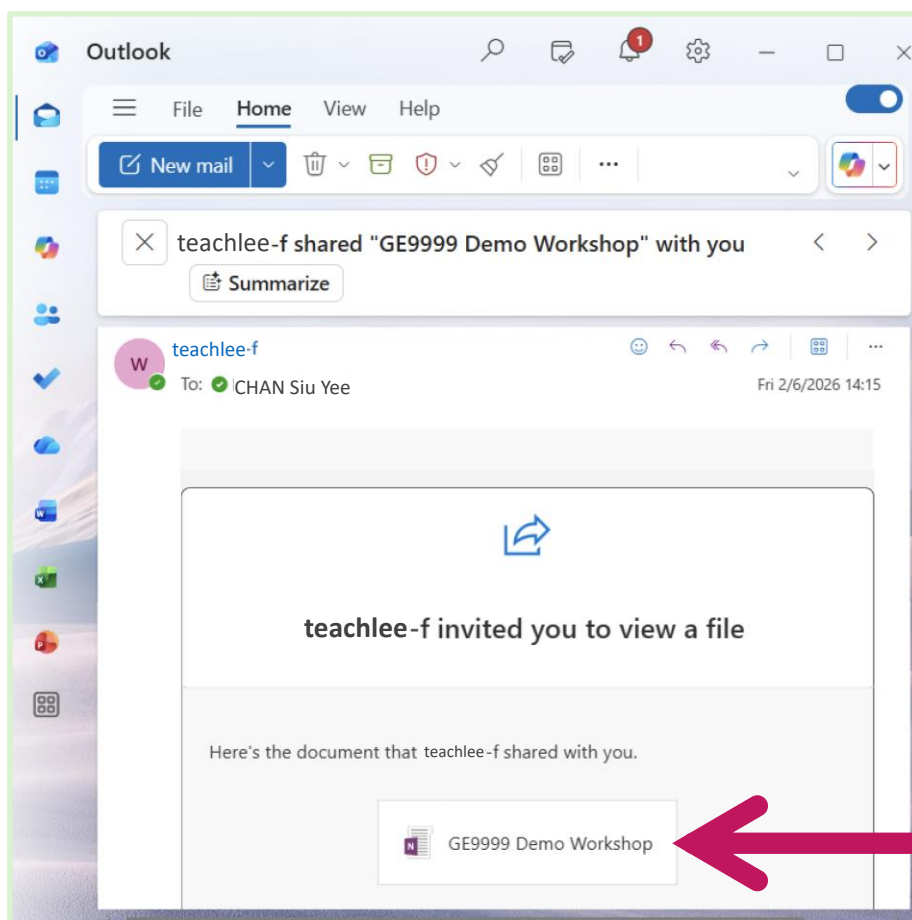 Outlook
1
File Home View Help
New mail
teachlee-f shared "GE9999 Demo Workshop" with you
Summarize
W
teachlee-f
To: CHAN Siu Yee
Fri 2/6/2026 14:15
teachlee-f invited you to view a file
Here's the document that teachlee-f shared with you.
N GE9999 Demo Workshop